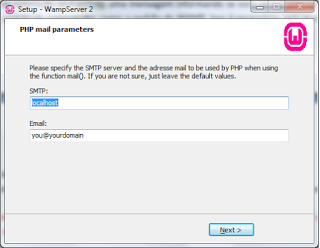 Setup - WampServer 2
PHP mail parameters
Please specify the SMTP server and the adresse mail to be used by PHP when using
the function mail(). If you are not sure, just leave the default values.
SMTP:
localhost
Email:
you@yourdomain
Next >